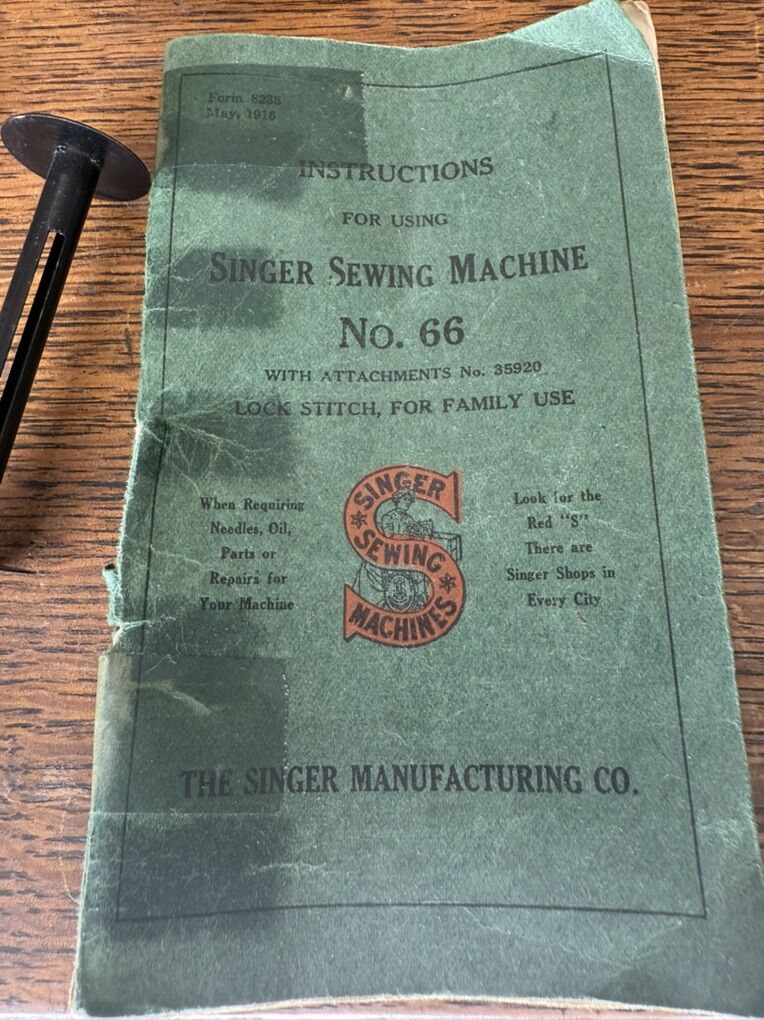 Form 8238
May, 1916
INSTRUCTIONS
FOR USING
SINGER SEWING MACHINE
No. 66
WITH ATTACHMENTS No. 35920
LOCK STITCH, FOR FAMILY USE
When Requiring
Needles, Oil,
Parts or
Repairs for
Your Machine
SINGER
SEWING
MACHINES
Look for the
Red "S"
There are
Singer Shops in
Every City
THE SINGER MANUFACTURING CO.